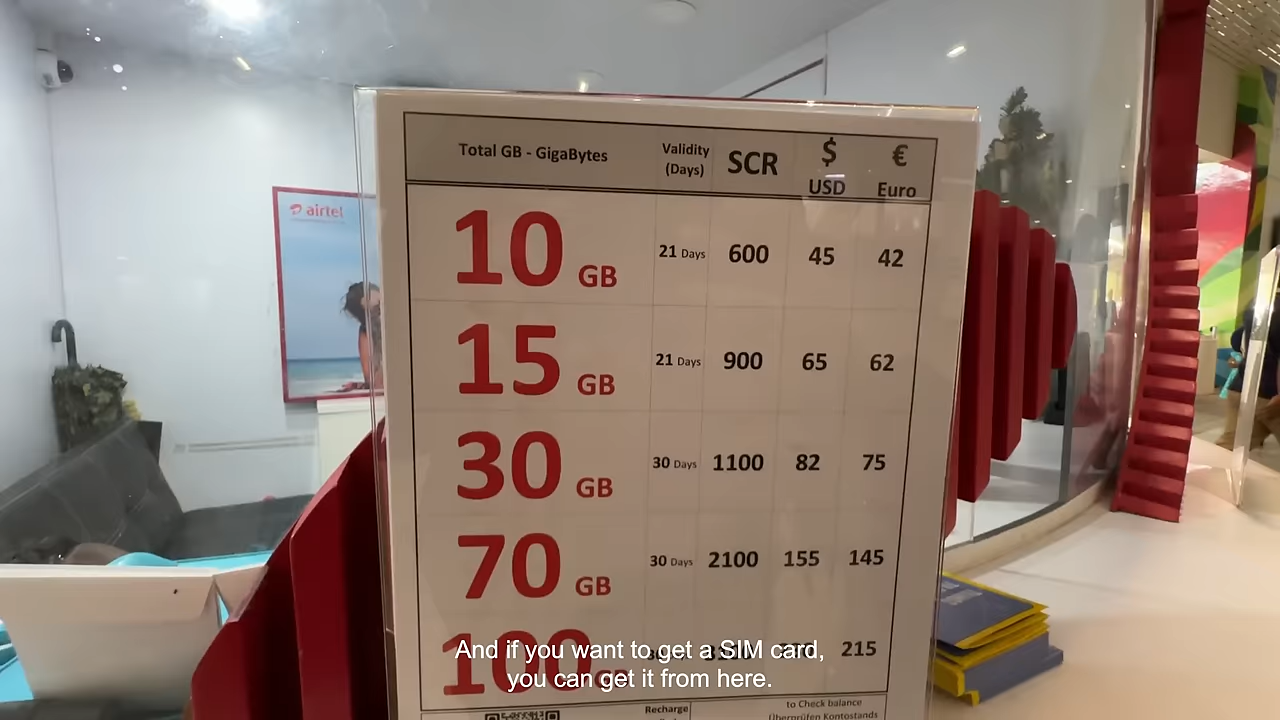 airtel
Total GB - GigaBytes Validity (Days) SCR $ USD € Euro
10 GB 21 Days 600 45 42
15 GB 21 Days 900 65 62
30 GB 30 Days 1100 82 75
70 GB 30 Days 2100 155 145
100 GB 215
And if you want to get a SIM card,
you can get it from here.
Recharge
to Check balance
Überprüfen Kontostands